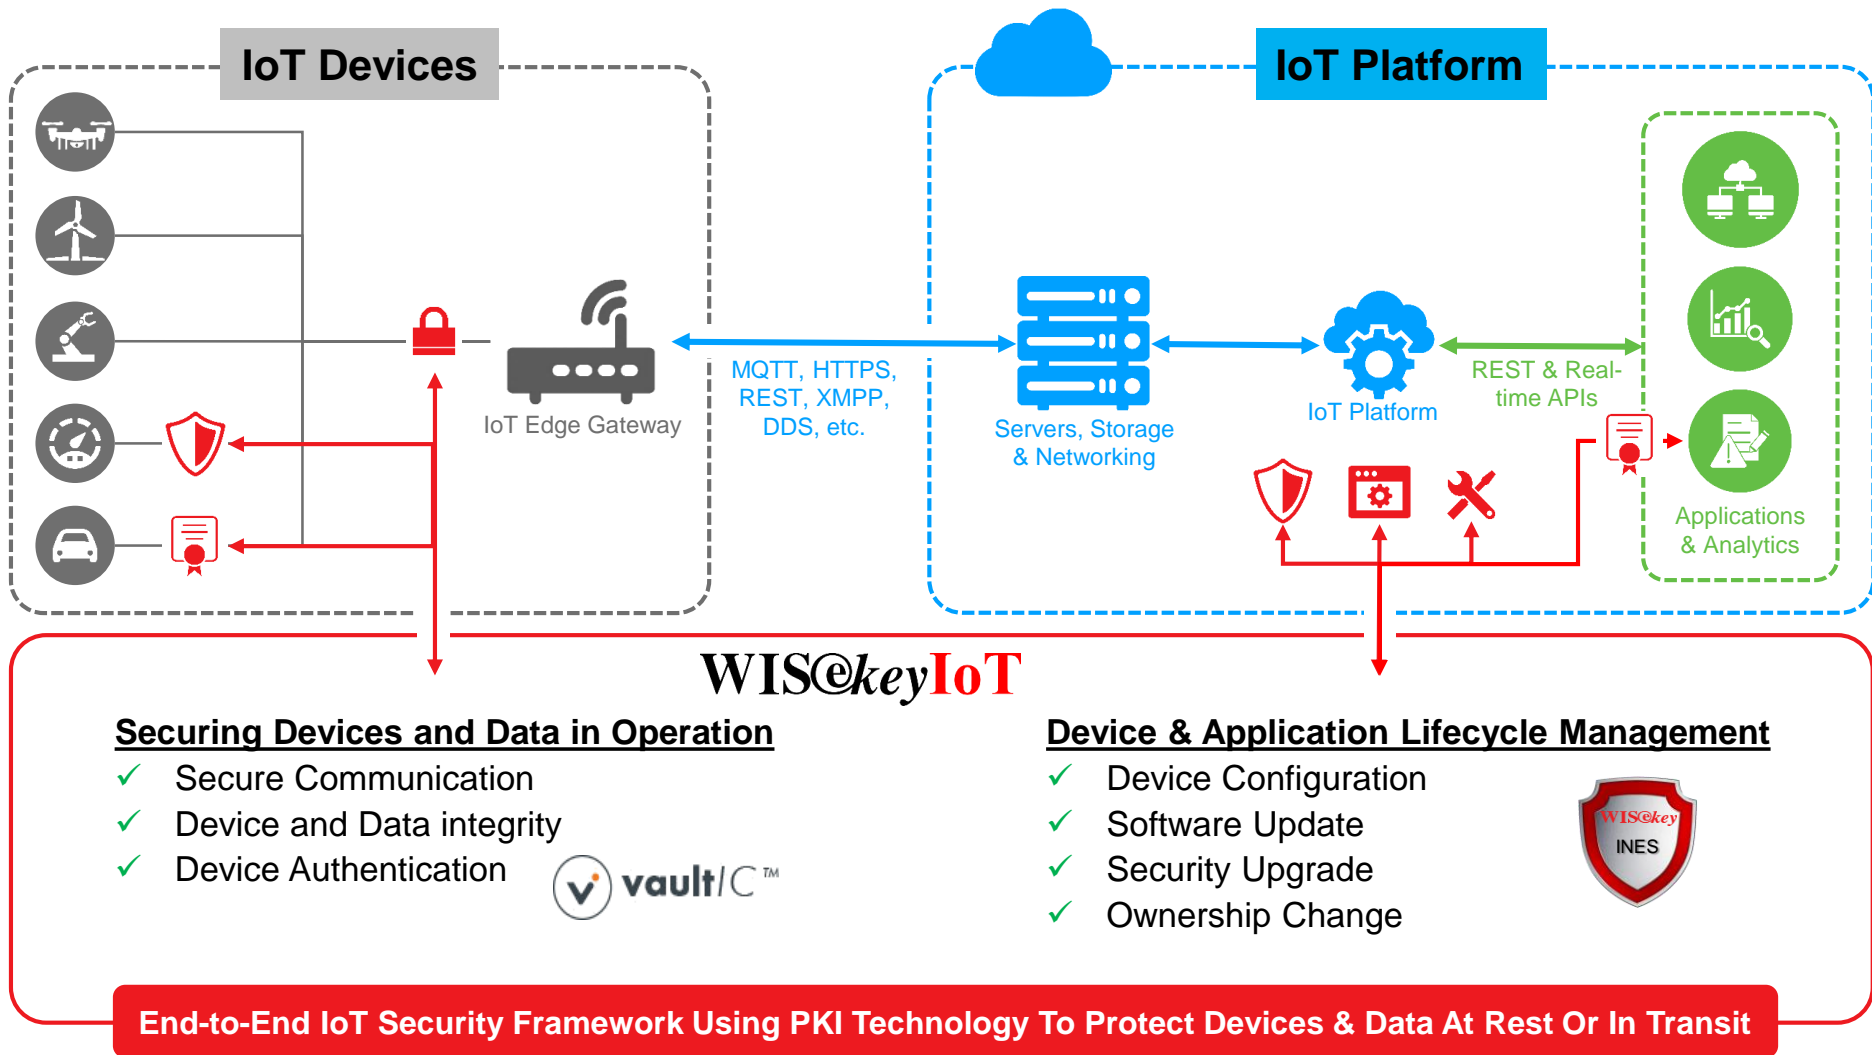 IoT Devices
IoT Platform
IoT Edge Gateway
MQTT, HTTPS,
REST, XMPP,
DDS, etc.
Servers, Storage
& Networking
IoT Platform
REST & Real-
time APIs
Applications
& Analytics
WISekeyIoT
Securing Devices and Data in Operation
✓ Secure Communication
✓ Device and Data integrity
✓ Device Authentication
vaultIC™
Device & Application Lifecycle Management
✓ Device Configuration
✓ Software Update
✓ Security Upgrade
✓ Ownership Change
WISekey
INES
End-to-End IoT Security Framework Using PKI Technology To Protect Devices & Data At Rest Or In Transit